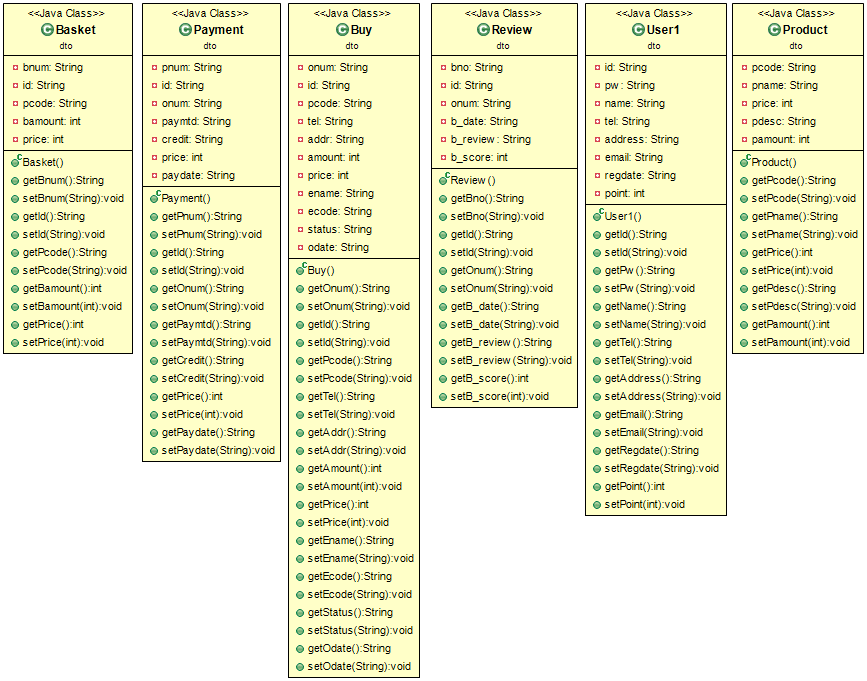 <<Java Class>>
Basket
dto
bnum: String
id: String
pcode: String
bamount: int
price: int
Basket()
getBnum():String
setBnum(String):void
getId():String
setId(String):void
getPcode():String
setPcode(String):void
getBamount():int
setBamount(int):void
getPrice():int
setPrice(int):void
<<Java Class>>
Payment
dto
pnum: String
id: String
onum: String
paymtd: String
credit: String
price: int
paydate: String
Payment()
getPnum():String
setPnum(String):void
getId():String
setId(String):void
getOnum():String
setOnum(String):void
getPaymtd():String
setPaymtd(String):void
getCredit():String
setCredit(String):void
getPrice():int
setPrice(int):void
getPaydate():String
setPaydate(String):void
<<Java Class>>
Buy
dto
onum: String
id: String
pcode: String
tel: String
addr: String
amount: int
price: int
ename: String
ecode: String
status: String
odate: String
Buy()
getOnum():String
setOnum(String):void
getId():String
setId(String):void
getPcode():String
setPcode(String):void
getTel():String
setTel(String):void
getAddr():String
setAddr(String):void
getAmount():int
setAmount(int):void
getPrice():int
setPrice(int):void
getEname():String
setEname(String):void
getEcode():String
setEcode(String):void
getStatus():String
setStatus(String):void
getOdate():String
setOdate(String):void
<<Java Class>>
Review
dto
bno: String
id: String
onum: String
b_date: String
b_review: String
b_score: int
Review()
getBno():String
setBno(String):void
getId():String
setId(String):void
getOnum():String
setOnum(String):void
getB_date():String
setB_date(String):void
getB_review():String
setB_review(String):void
getB_score():int
setB_score(int):void
<<Java Class>>
User1
dto
id: String
pw: String
name: String
tel: String
address: String
email: String
regdate: String
point: int
User1()
getId():String
setId(String):void
getPw():String
setPw(String):void
getName():String
setName(String):void
getTel():String
setTel(String):void
getAddress():String
setAddress(String):void
getEmail():String
setEmail(String):void
getRegdate():String
setRegdate(String):void
getPoint():int
setPoint(int):void
<<Java Class>>
Product
dto
pcode: String
pname: String
price: int
pdesc: String
pamount: int
Product()
getPcode():String
setPcode(String):void
getPname():String
setPname(String):void
getPrice():int
setPrice(int):void
getPdesc():String
setPdesc(String):void
getPamount():int
setPamount(int):void